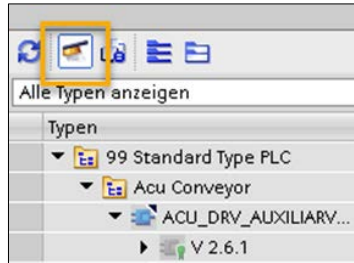 Alle Typen anzeigen
Typen
99 Standard Type PLC
Acu Conveyor
ACU_DRV_AUXILIARV...
V 2.6.1